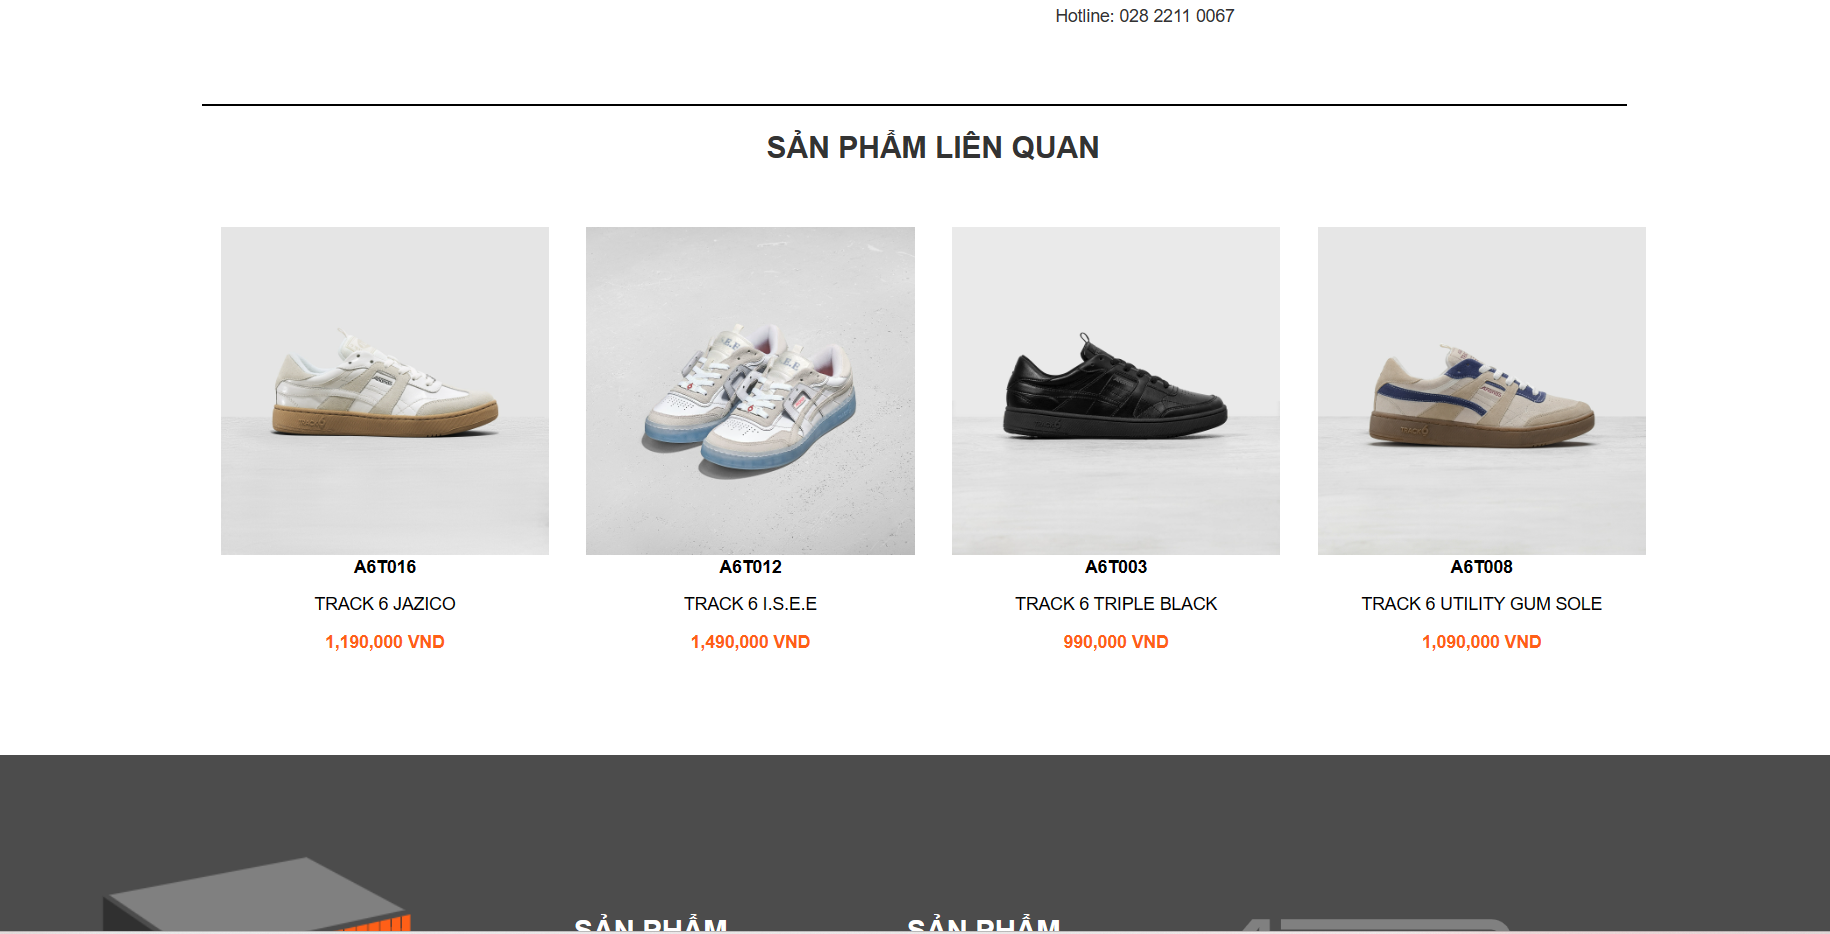 Hotline: 028 2211 0067
SẢN PHẨM LIÊN QUAN
A6T016
TRACK 6 JAZICO
1,190,000 VND
A6T012
TRACK 6 I.S.E.E
1,490,000 VND
A6T003
TRACK 6 TRIPLE BLACK
990,000 VND
A6T008
TRACK 6 UTILITY GUM SOLE
1,090,000 VND
SẢN PHẨM
SẢN PHẨM